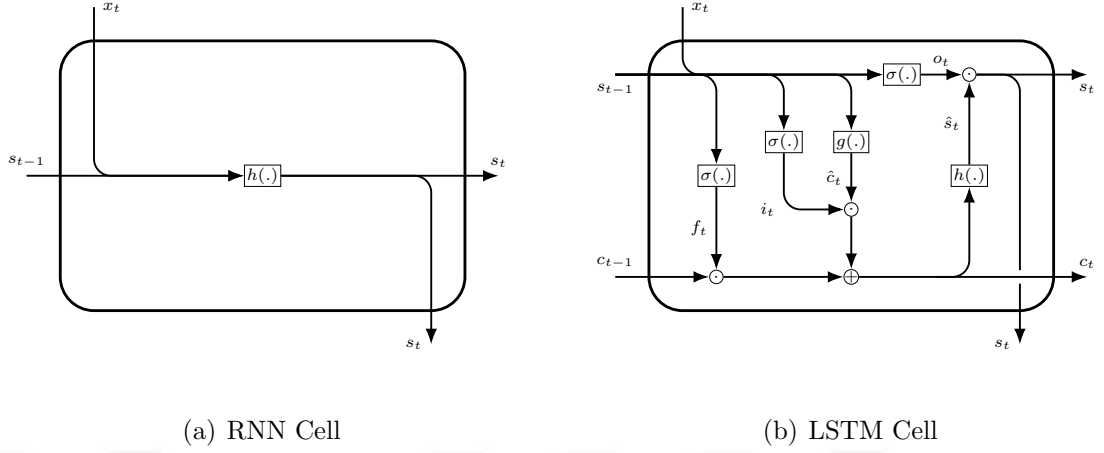 x_t
s_{t-1}
h(.)
s_t
s_t
(a) RNN Cell
x_t
s_{t-1}
σ(.)
o_t
s_t
σ(.)
g(.)
ŝ_t
σ(.)
ĉ_t
h(.)
i_t
f_t
c_{t-1}
c_t
s_t
(b) LSTM Cell